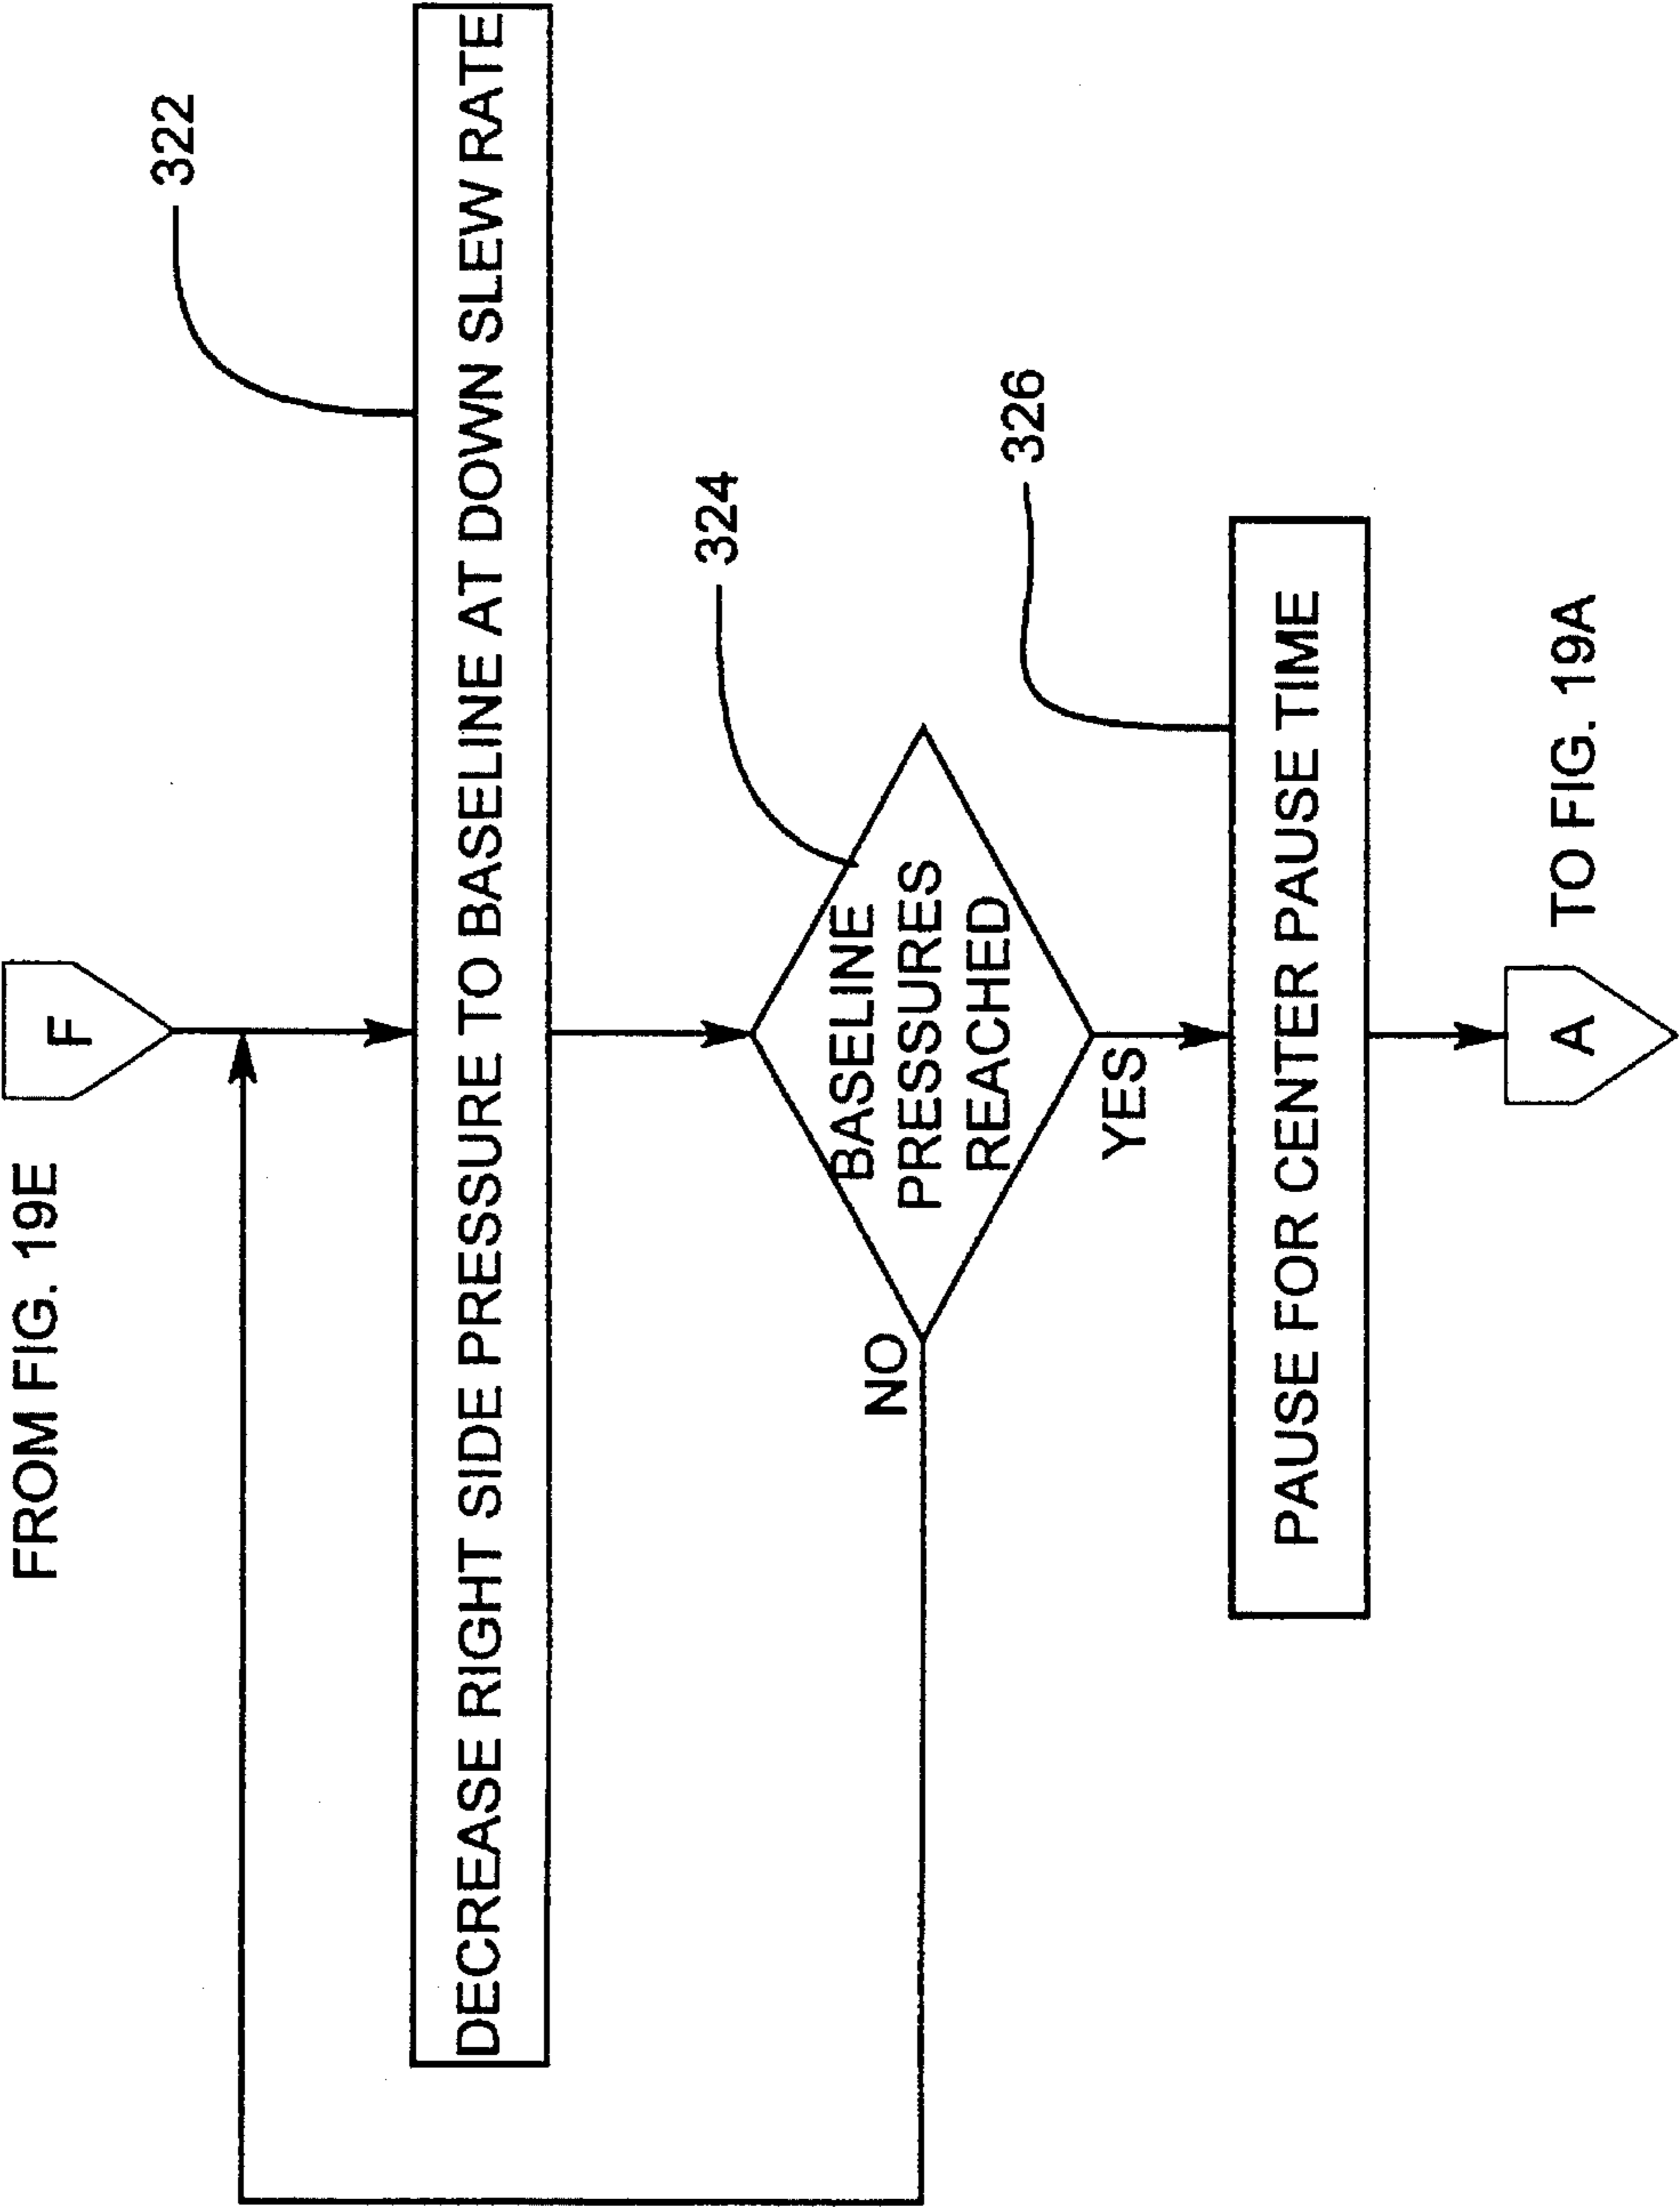 FROM FIG. 19E
F
322
DECREASE RIGHT SIDE PRESSURE TO BASELINE AT DOWN SLEW RATE
324
BASELINE
PRESSURES
REACHED
NO
YES
326
PAUSE FOR CENTER PAUSE TIME
A
TO FIG. 19A